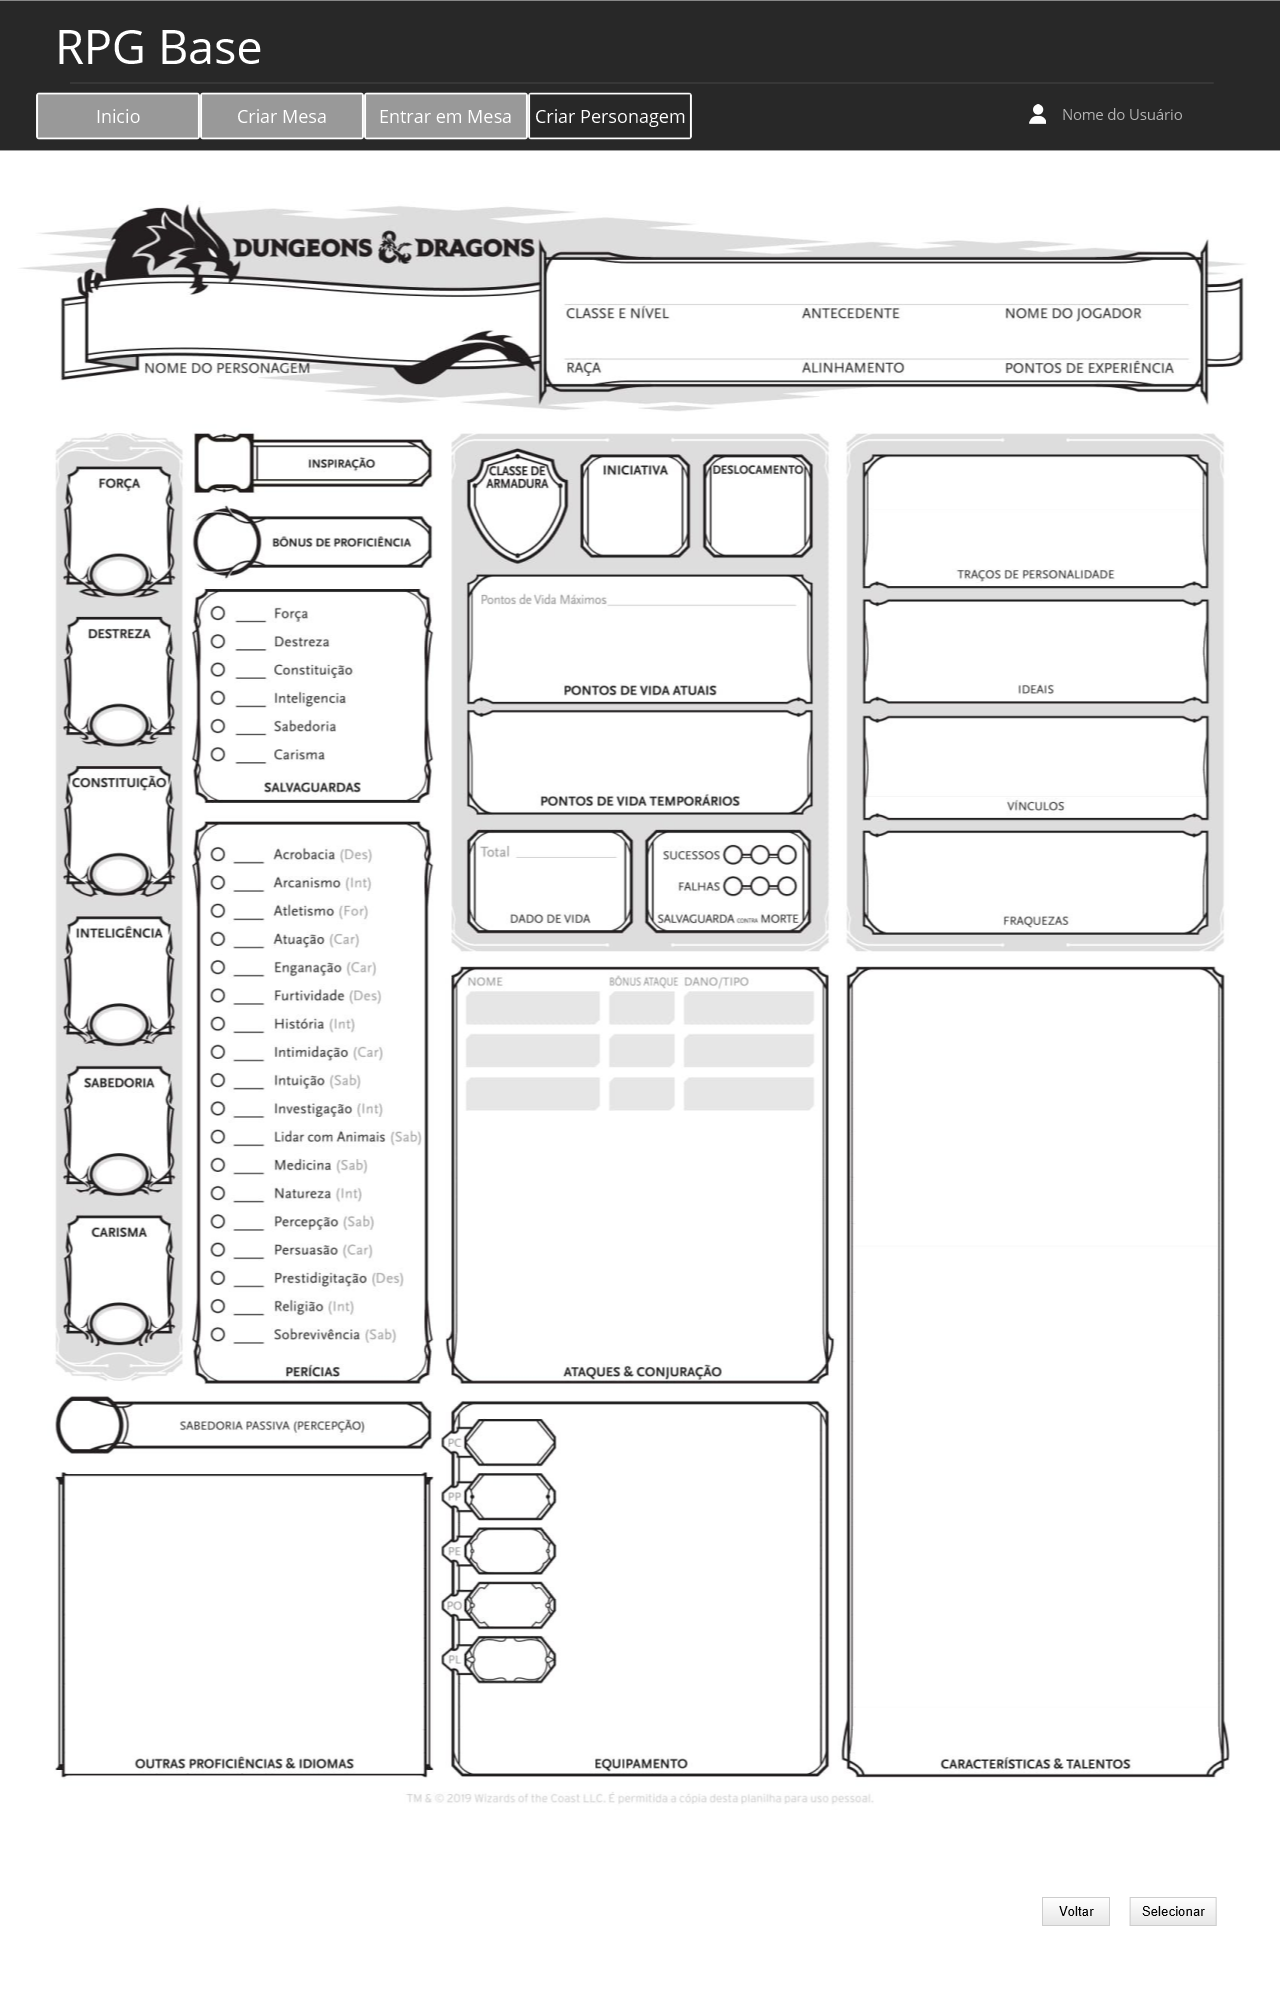 RPG Base
Inicio
Criar Mesa
Entrar em Mesa
Criar Personagem
Nome do Usuário
DUNGEONS & DRAGONS
NOME DO PERSONAGEM
CLASSE E NÍVEL
ANTECEDENTE
NOME DO JOGADOR
RAÇA
ALINHAMENTO
PONTOS DE EXPERIÊNCIA
FORÇA
DESTREZA
CONSTITUIÇÃO
INTELIGÊNCIA
SABEDORIA
CARISMA
INSPIRAÇÃO
BÔNUS DE PROFICIÊNCIA
Força
Destreza
Constituição
Inteligencia
Sabedoria
Carisma
SALVAGUARDAS
Acrobacia (Des)
Arcanismo (Int)
Atletismo (For)
Atuação (Car)
Enganação (Car)
Furtividade (Des)
História (Int)
Intimidação (Car)
Intuição (Sab)
Investigação (Int)
Lidar com Animais (Sab)
Medicina (Sab)
Natureza (Int)
Percepção (Sab)
Persuasão (Car)
Prestidigitação (Des)
Religião (Int)
Sobrevivência (Sab)
PERÍCIAS
SABEDORIA PASSIVA (PERCEPÇÃO)
OUTRAS PROFICIÊNCIAS & IDIOMAS
CLASSE DE
ARMADURA
INICIATIVA
DESLOCAMENTO
Pontos de Vida Máximos
PONTOS DE VIDA ATUAIS
PONTOS DE VIDA TEMPORÁRIOS
Total
DADO DE VIDA
SUCESSOS
FALHAS
SALVAGUARDA CONTRA MORTE
NOME
BÔNUS ATAQUE
DANO/TIPO
ATAQUES & CONJURAÇÃO
PC
PP
PE
PO
PL
EQUIPAMENTO
TRAÇOS DE PERSONALIDADE
IDEAIS
VÍNCULOS
FRAQUEZAS
CARACTERÍSTICAS & TALENTOS
TM & © 2019 Wizards of the Coast LLC. É permitida a cópia desta planilha para uso pessoal.
Voltar
Selecionar